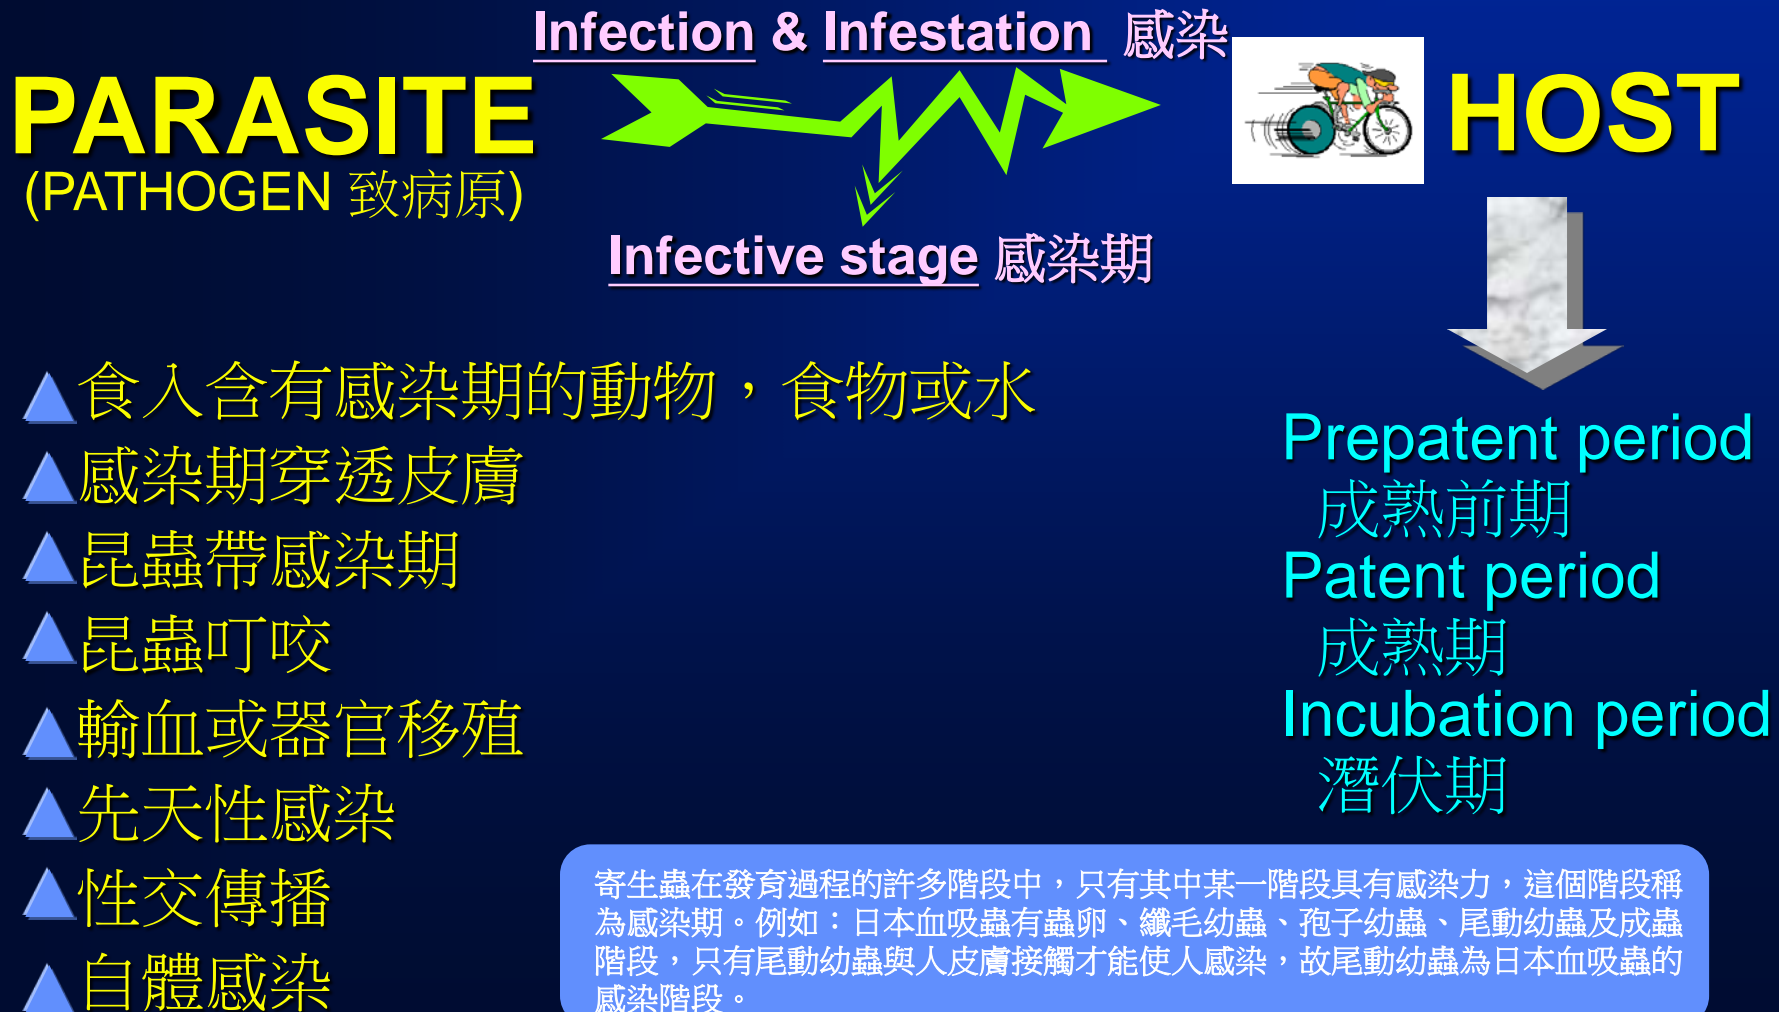 Infection & Infestation 感染
PARASITE
HOST
(PATHOGEN 致病原)
Infective stage 感染期
食入含有感染期的動物，食物或水
感染期穿透皮膚
昆蟲帶感染期
昆蟲叮咬
輸血或器官移殖
先天性感染
性交傳播
自體感染
Prepatent period
成熟前期
Patent period
成熟期
Incubation period
潛伏期
寄生蟲在發育過程的許多階段中，只有其中某一階段具有感染力，這個階段稱
為感染期。例如：日本血吸蟲有蟲卵、纖毛幼蟲、孢子幼蟲、尾動幼蟲及成蟲
階段，只有尾動幼蟲與人皮膚接觸才能使人感染，故尾動幼蟲為日本血吸蟲的
感染階段。